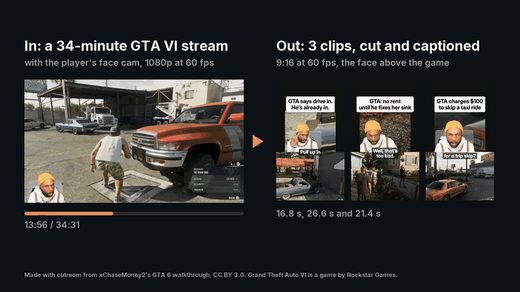 In: a 34-minute GTA VI stream
with the player's face cam, 1080p at 60 fps
13:56 / 34:31
Out: 3 clips, cut and captioned
9:16 at 60 fps, the face above the game
GTA says drive in.
He's already in.
Pull up in
GTA: no rent
until he fixes her sink
Well, that's
too bad.
GTA charges $100
to skip a taxi ride
for a trip skip?
16.8 s, 26.6 s and 21.4 s
Made with cutroom from xChaseMoney2's GTA 6 walkthrough, CC BY 3.0. Grand Theft Auto VI is a game by Rockstar Games.